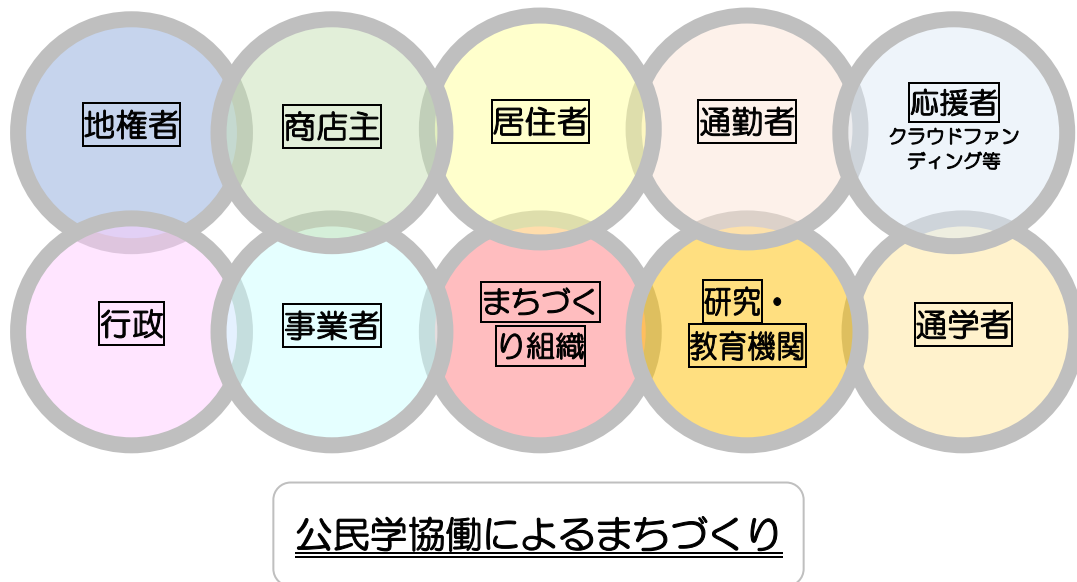 地権者
商店主
居住者
通勤者
応援者
クラウドファン
ディング等
行政
事業者
まちづく
り組織
研究・
教育機関
通学者
公民学協働によるまちづくり